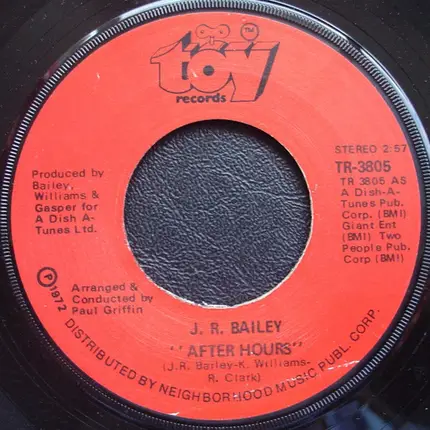 TM
töy
records
Produced by
Bailey,
Williams &
Gasper for
A Dish A-
Tunes Ltd.
STEREO 2:57
TR-3805
TR 3805 AS
A Dish-A-
Tunes Pub.
Corp. (BMI)
Giant Ent
(BMI) Two
People Pub.
Corp (BMI)
Ⓟ1972
Arranged &
Conducted by
Paul Griffin
J. R. BAILEY
"AFTER HOURS"
(J.R. Bailey-K. Williams-
R. Clark)
DISTRIBUTED BY NEIGHBORHOOD MUSIC PUBL. CORP.